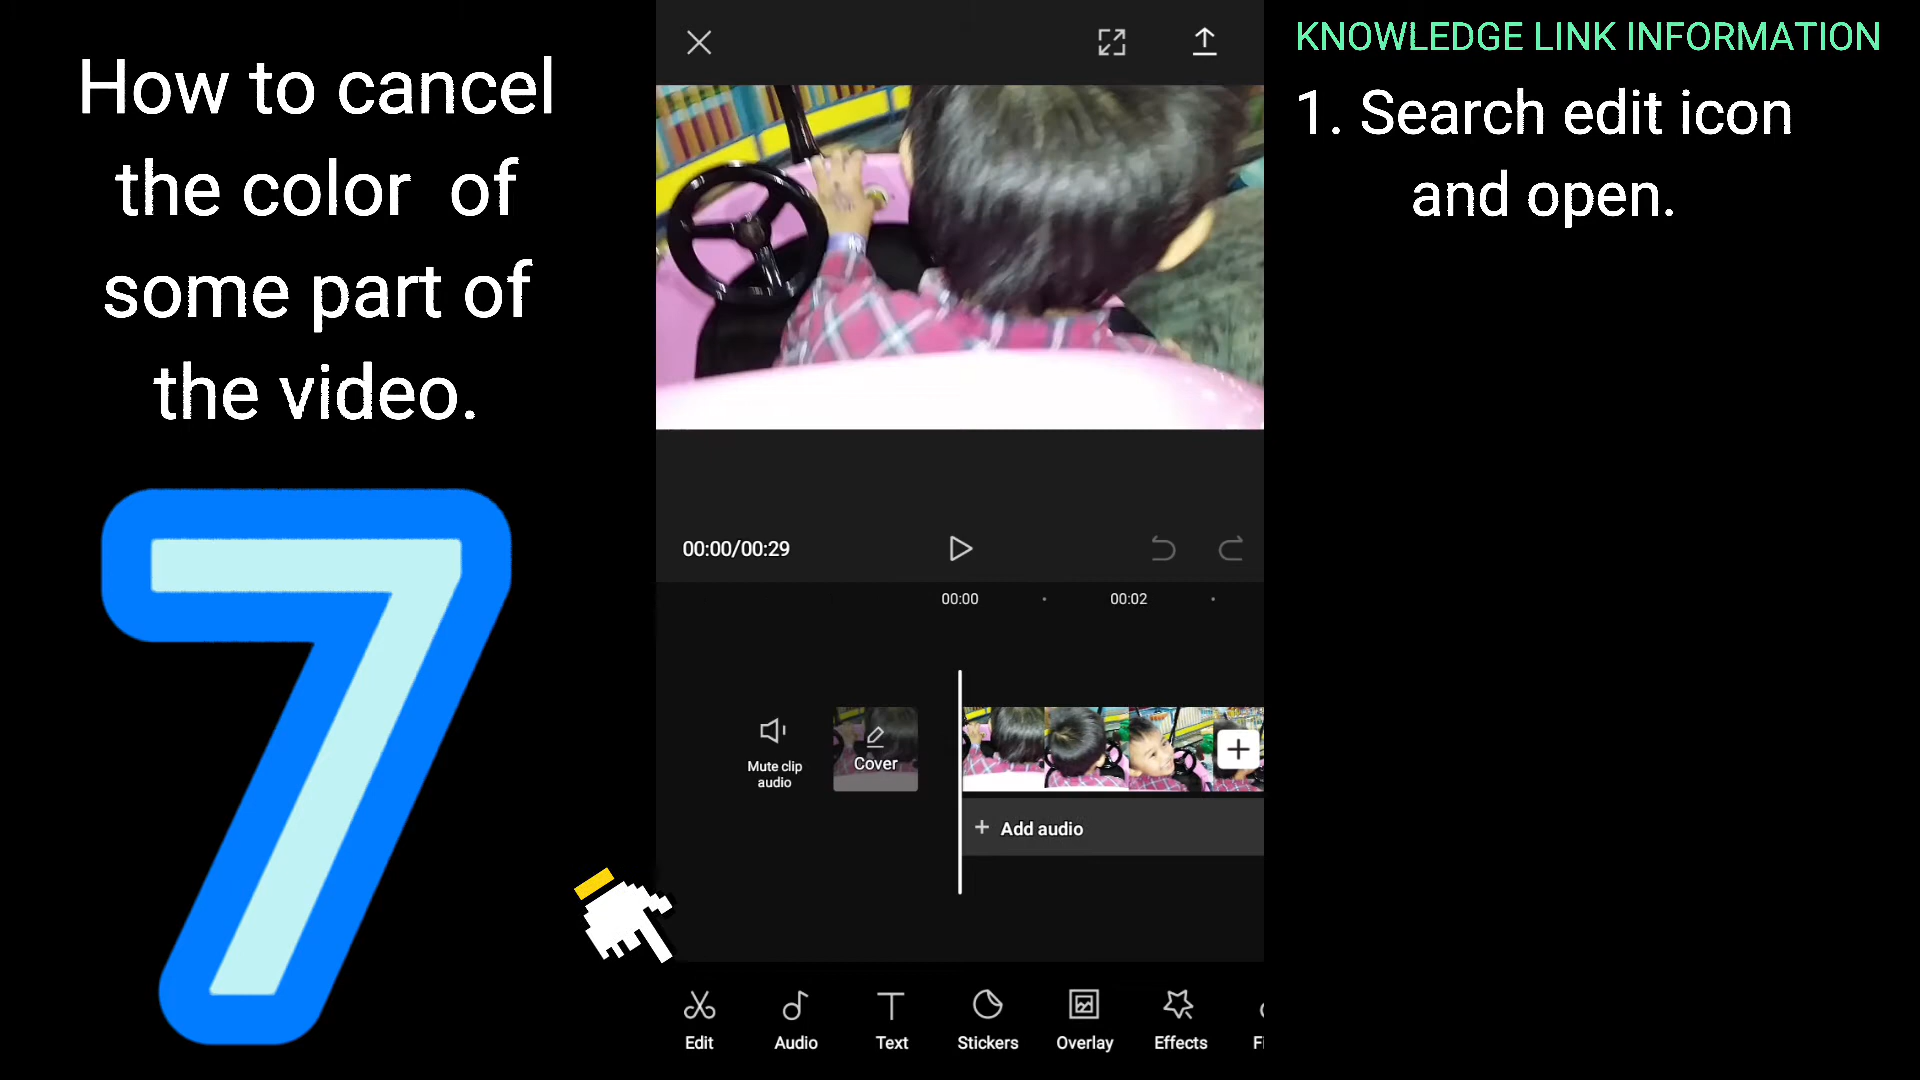 How to cancel
the color of
some part of
the video.
7
KNOWLEDGE LINK INFORMATION
1. Search edit icon
and open.
00:00/00:29
00:00
00:02
Mute clip
audio
Cover
+ Add audio
Edit
Audio
Text
Stickers
Overlay
Effects
Fi